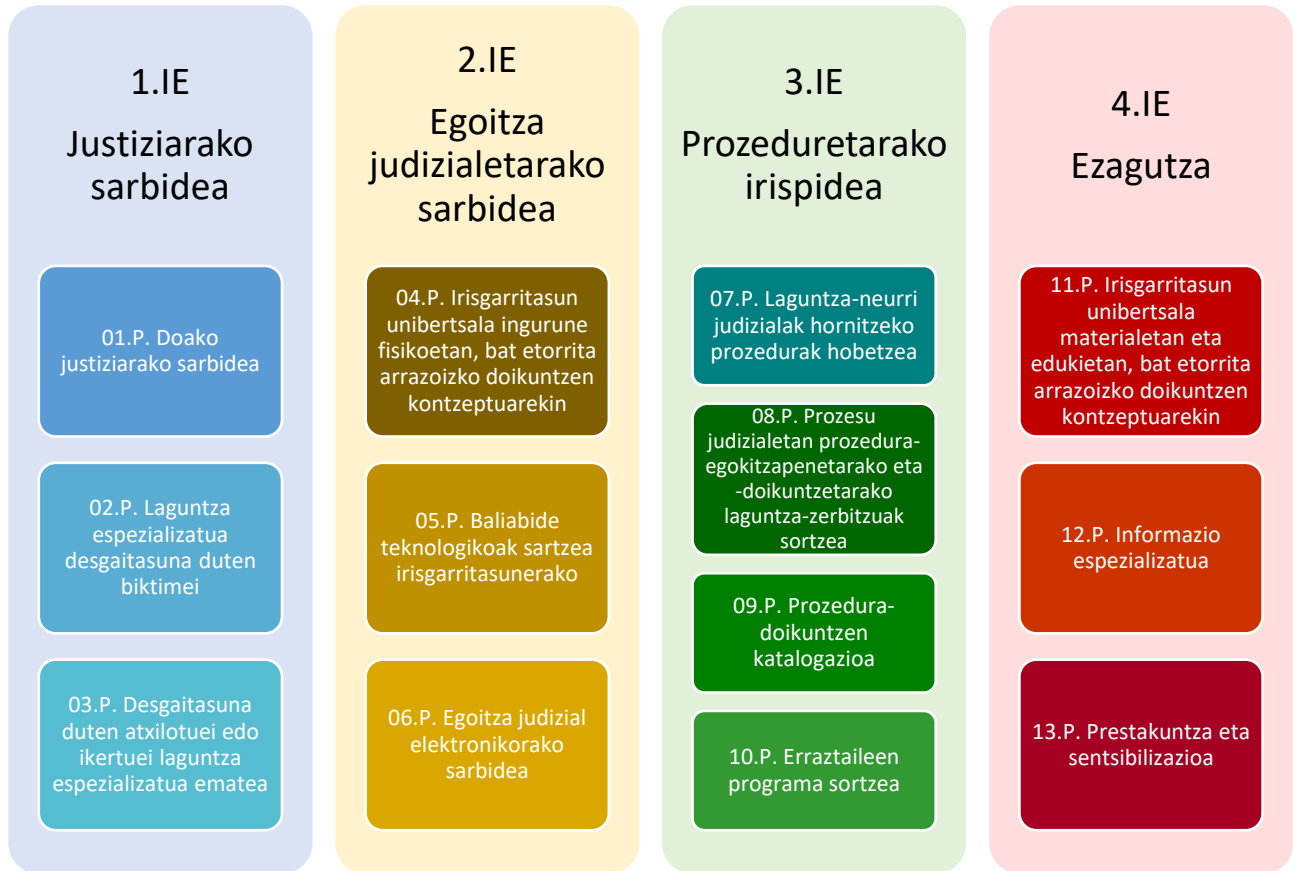 1.IE
Justiziarako
sarbidea
01.P. Doako
justiziarako sarbidea
02.P. Laguntza
espezializatua
desgaitasuna duten
biktimei
03.P. Desgaitasuna
duten atxilotuei edo
ikertuei laguntza
espezializatua ematea
2.IE
Egoitza
judizialetarako
sarbidea
04.P. Irisgarritasun
unibertsala ingurune
fisikoetan, bat etorrita
arrazoizko doikuntzen
kontzeptuarekin
05.P. Baliabide
teknologikoak sartzea
irisgarritasunerako
06.P. Egoitza judizial
elektronikorako
sarbidea
3.IE
Prozeduretarako
irispidea
07.P. Laguntza-neurri
judizialak hornitzeko
prozedurak hobetzea
08.P. Prozesu
judizialetan prozedura-
egokitzapenetarako eta
-doikuntzetarako
laguntza-zerbitzuak
sortzea
09.P. Prozedura-
doikuntzen
katalogazioa
10.P. Erraztaileen
programa sortzea
4.IE
Ezagutza
11.P. Irisgarritasun
unibertsala
materialetan eta
edukietan, bat etorrita
arrazoizko doikuntzen
kontzeptuarekin
12.P. Informazio
espezializatua
13.P. Prestakuntza eta
sentsibilizazioa